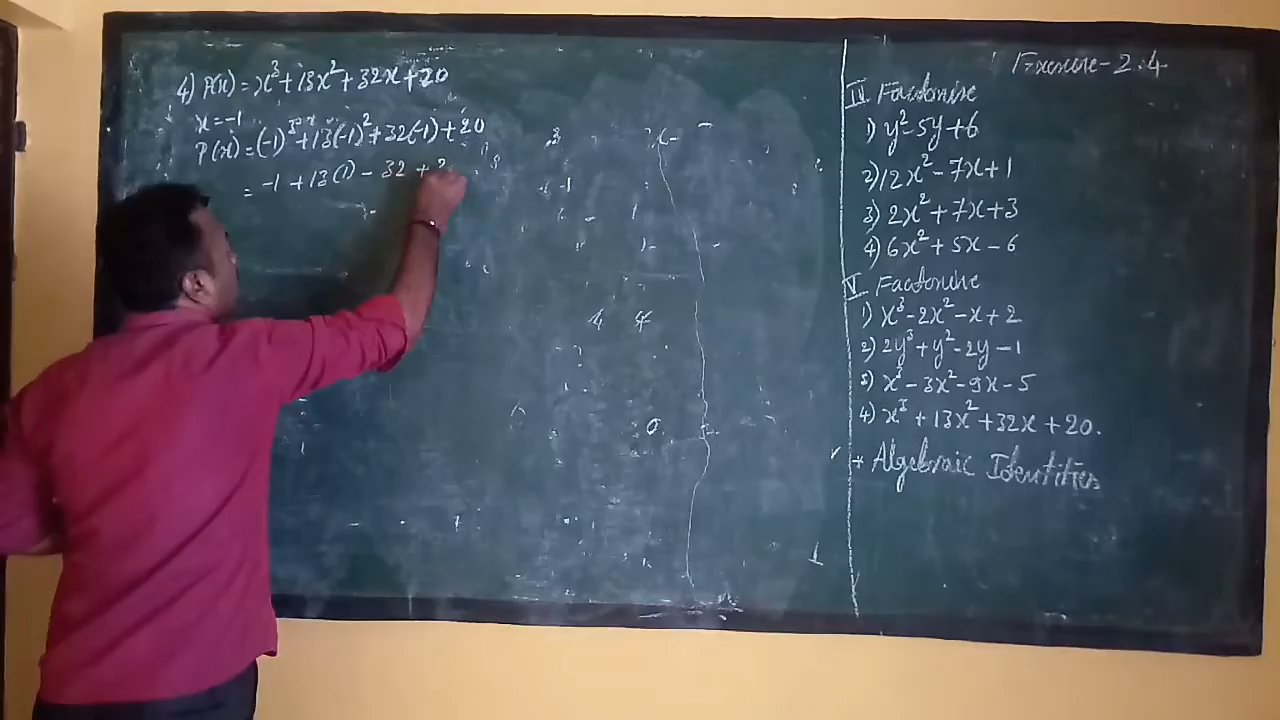 4) P(x) = x³ + 13x² + 32x + 20
x = -1
P(x) = (-1)³ + 13(-1)² + 32(-1) + 20
= -1 + 13(1) - 32 + 2
Exercise-2.4
Factorise
1) y² - 5y + 6
2) 12x² - 7x + 1
3) 2x² + 7x + 3
4) 6x² + 5x - 6
V. Factorise
1) x³ - 2x² - x + 2
2) 2y³ + y² - 2y - 1
3) x³ - 3x² - 9x - 5
4) x³ + 13x² + 32x + 20.
* Algebraic Identities